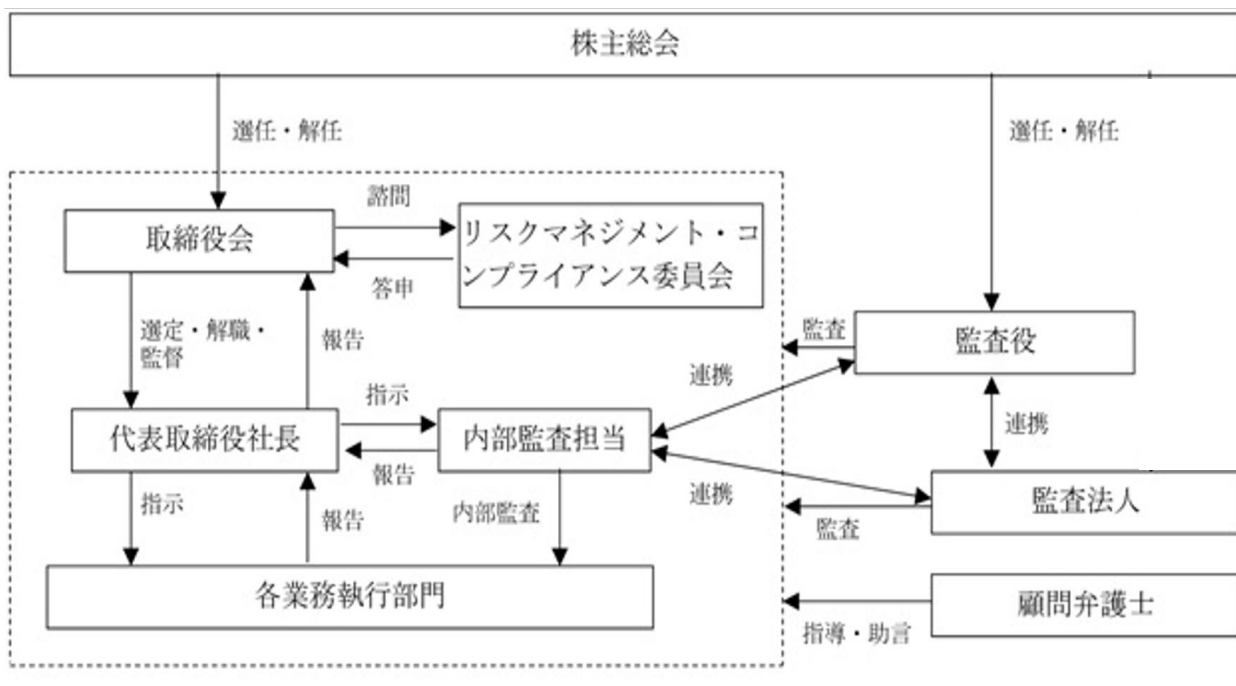 株主総会
選任・解任
選任・解任
諮問
取締役会
リスクマネジメント・コ
ンプライアンス委員会
答申
選定・解職・
監督
報告
監査
監査役
連携
指示
代表取締役社長
内部監査担当
連携
報告
指示
報告
内部監査
連携
監査法人
監査
各業務執行部門
顧問弁護士
指導・助言